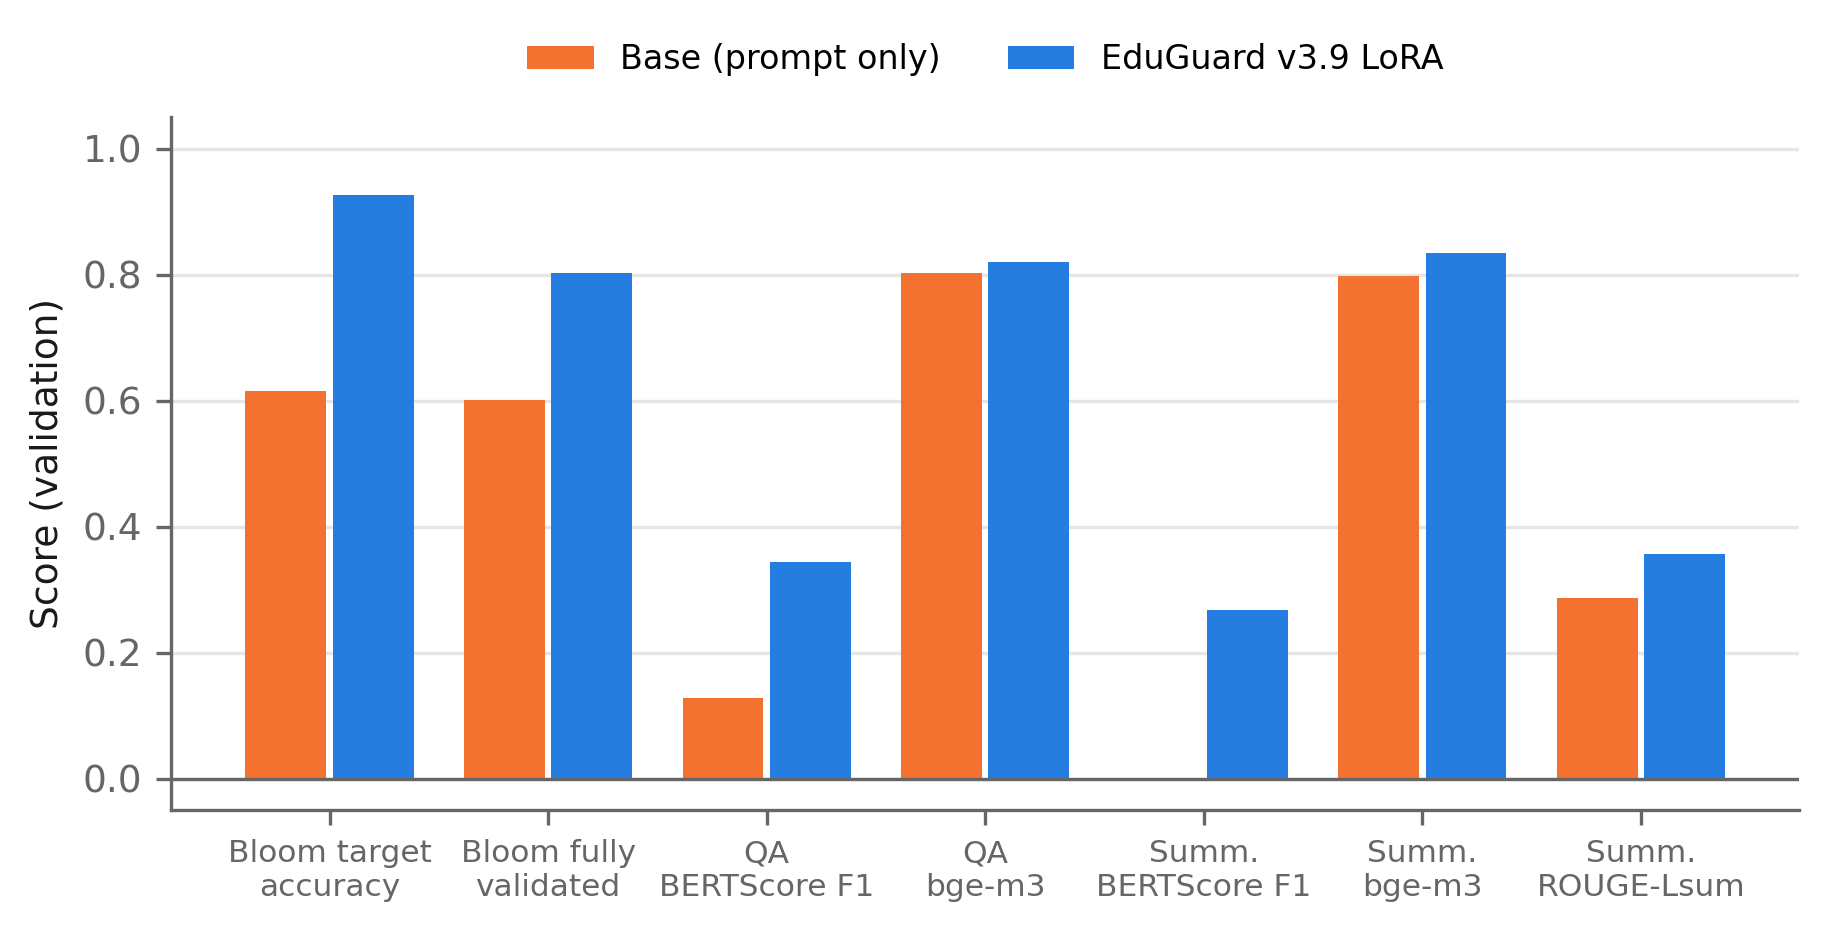 Base (prompt only)
EduGuard v3.9 LoRA
Score (validation)
1.0
0.8
0.6
0.4
0.2
0.0
Bloom target
accuracy
Bloom fully
validated
QA
BERTScore F1
QA
bge-m3
Summ.
BERTScore F1
Summ.
bge-m3
Summ.
ROUGE-Lsum